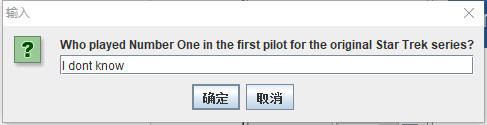 输入
Who played Number One in the first pilot for the original Star Trek series?
I dont know
确定 取消